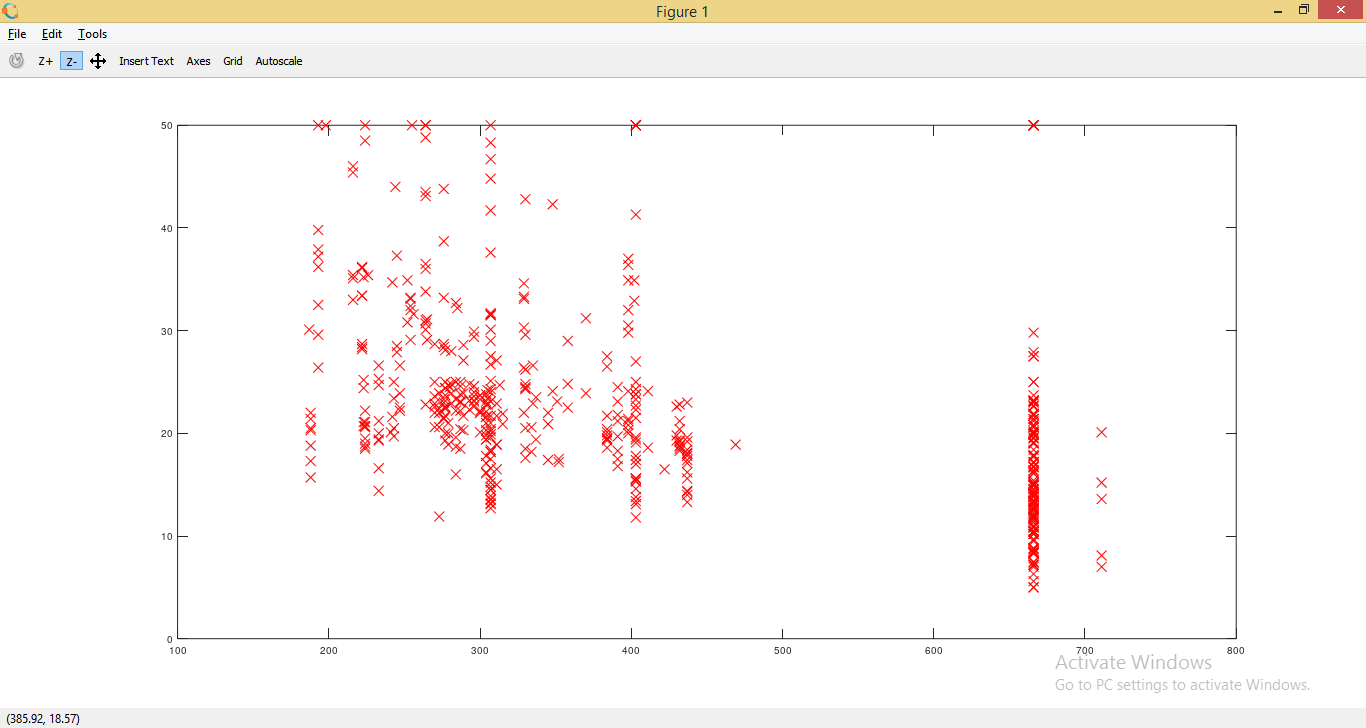 Figure 1
File Edit Tools
Z+ Z- Insert Text Axes Grid Autoscale
50
40
30
20
10
0
100 200 300 400 500 600 700 800
Activate Windows
Go to PC settings to activate Windows.
(385.92, 18.57)